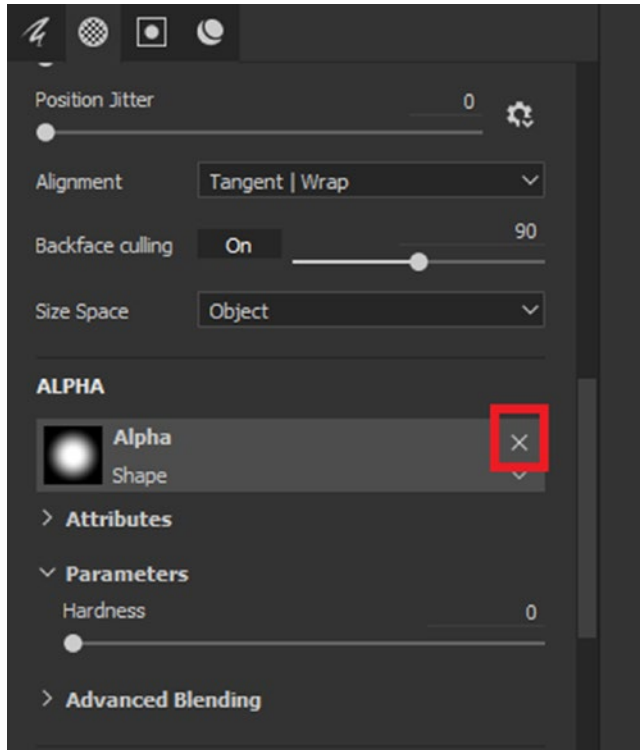 Position Jitter 0
Alignment Tangent | Wrap
Backface culling On 90
Size Space Object
ALPHA
Alpha
Shape
Attributes
Parameters
Hardness 0
Advanced Blending